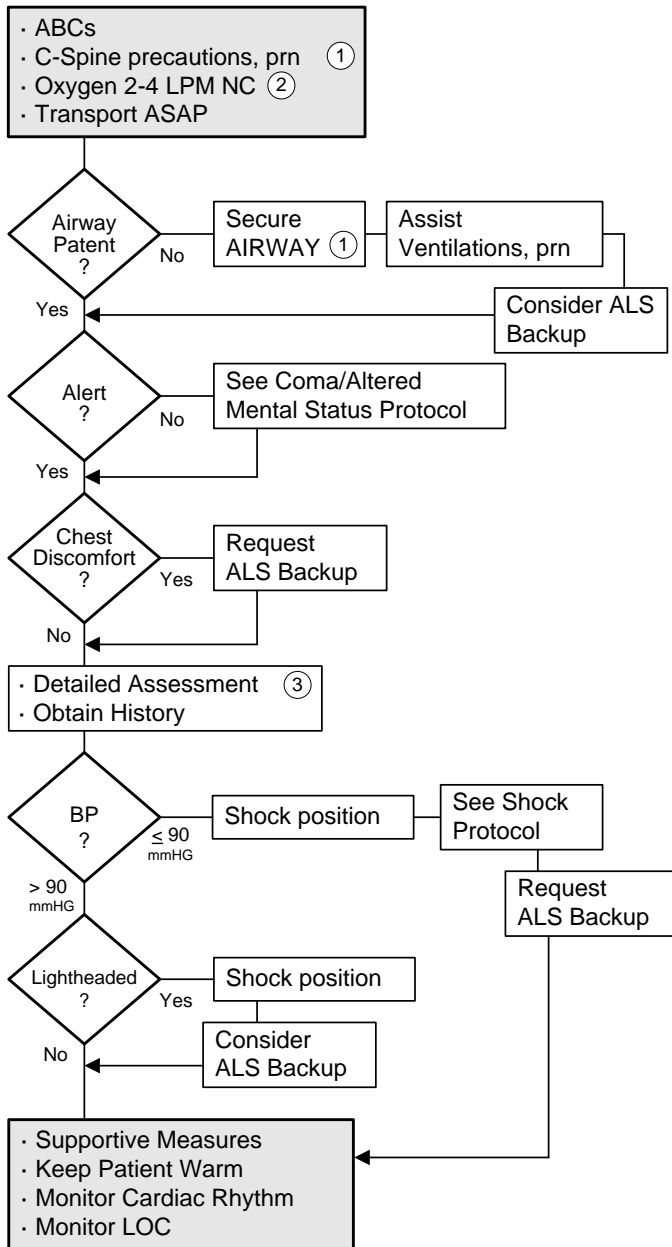 · ABCs
· C-Spine precautions, prn 1
· Oxygen 2-4 LPM NC 2
· Transport ASAP
Airway
Patent
?
No
Yes
Secure
AIRWAY 1
Assist
Ventilations, prn
Consider ALS
Backup
Alert
?
No
Yes
See Coma/Altered
Mental Status Protocol
Chest
Discomfort
?
Yes
No
Request
ALS Backup
· Detailed Assessment 3
· Obtain History
BP
?
≤ 90
mmHG
> 90
mmHG
Shock position
See Shock
Protocol
Request
ALS Backup
Lightheaded
?
Yes
No
Shock position
Consider
ALS Backup
· Supportive Measures
· Keep Patient Warm
· Monitor Cardiac Rhythm
· Monitor LOC